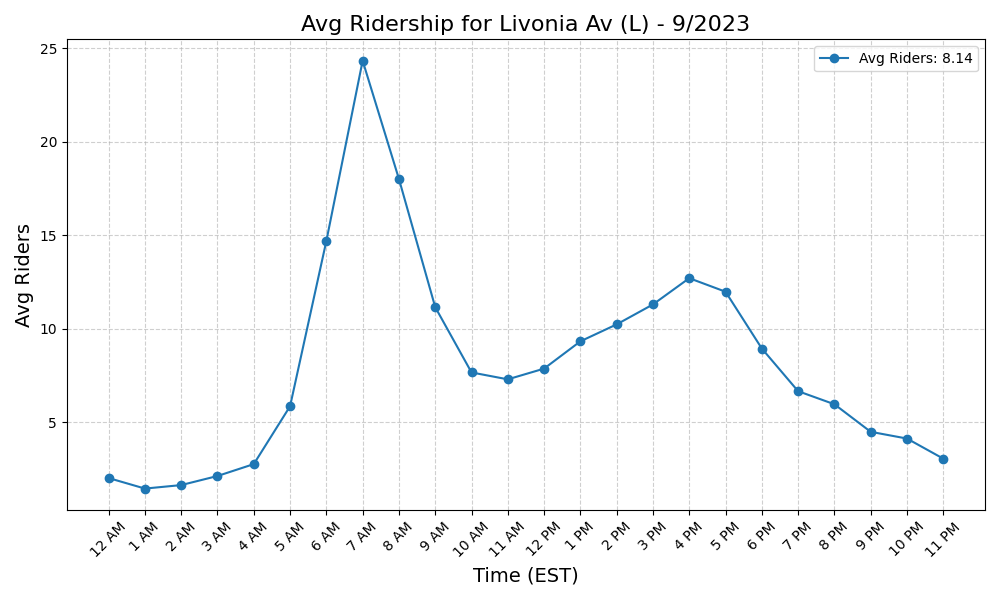 Avg Ridership for Livonia Av (L) - 9/2023
Avg Riders: 8.14
Avg Riders
25
20
15
10
5
12 AM
1 AM
2 AM
3 AM
4 AM
5 AM
6 AM
7 AM
8 AM
9 AM
10 AM
11 AM
12 PM
1 PM
2 PM
3 PM
4 PM
5 PM
6 PM
7 PM
8 PM
9 PM
10 PM
11 PM
Time (EST)